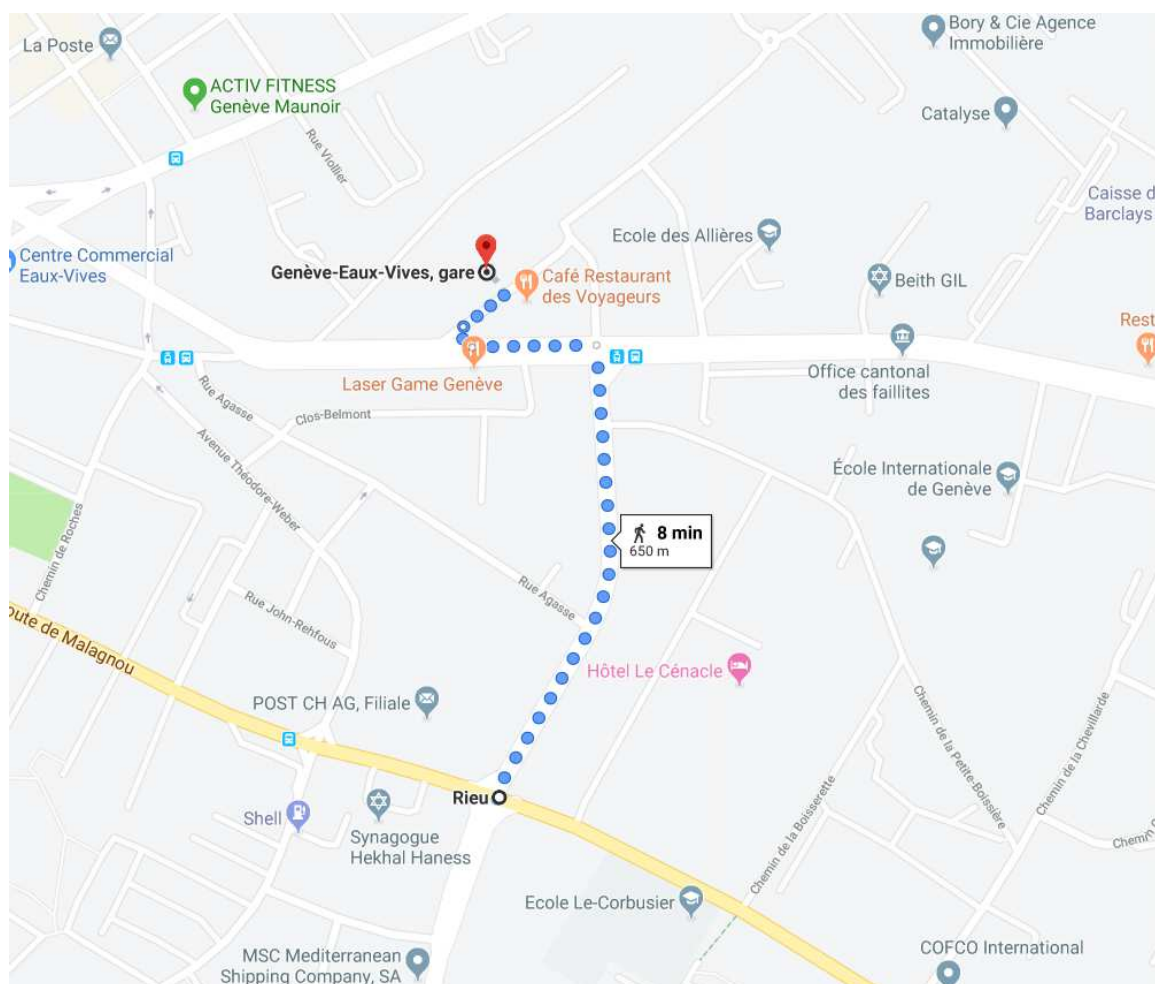 Bory & Cie Agence
Immobilière
La Poste
ACTIV FITNESS
Genève Maunoir
Catalyse
Rue Viollier
Caisse d
Barclays
Ecole des Allières
Centre Commercial
Eaux-Vives
Genève-Eaux-Vives, gare
Café Restaurant
des Voyageurs
Beith GIL
Rest
Laser Game Genève
Office cantonal
des faillites
Rue Agasse
Clos-Belmont
Avenue Théodore-Weber
École Internationale
de Genève
8 min
650 m
Chemin de Roches
Rue Agasse
Rue John-Rehfous
oute de Malagnou
Hôtel Le Cénacle
POST CH AG, Filiale
Chemin de la Petite-Boissière
Chemin de la Chevillarde
Rieu
Shell
Synagogue
Hekhal Haness
Chemin de la Boisserette
Chemin
Ecole Le-Corbusier
MSC Mediterranean
Shipping Company, SA
COFCO International